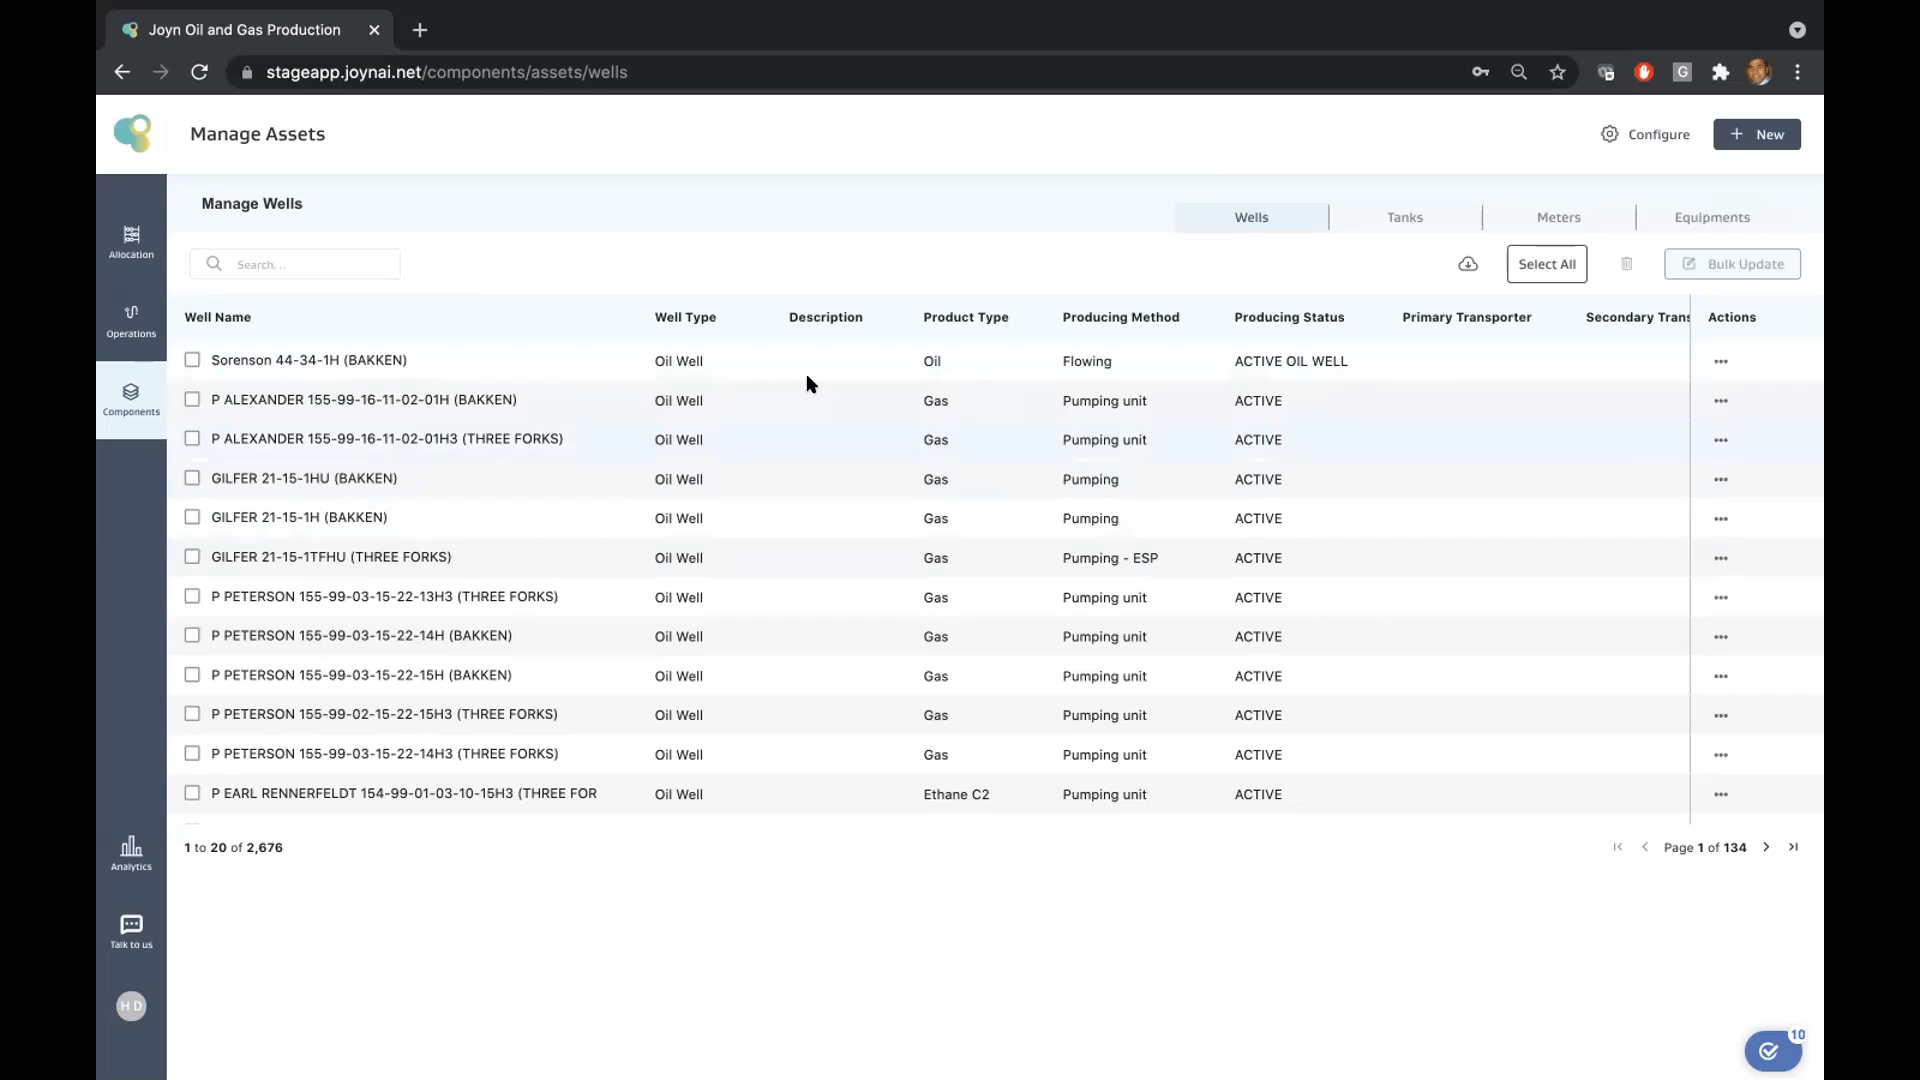 Joyn Oil and Gas Production
stageapp.joynai.net/components/assets/wells
G
Manage Assets
Configure
+ New
Manage Wells
Wells
Tanks
Meters
Equipments
Search...
Select All
Bulk Update
Well Name Well Type Description Product Type Producing Method Producing Status Primary Transporter Secondary Trans Actions
Sorenson 44-34-1H (BAKKEN) Oil Well Oil Flowing ACTIVE OIL WELL
P ALEXANDER 155-99-16-11-02-01H (BAKKEN) Oil Well Gas Pumping unit ACTIVE
P ALEXANDER 155-99-16-11-02-01H3 (THREE FORKS) Oil Well Gas Pumping unit ACTIVE
GILFER 21-15-1HU (BAKKEN) Oil Well Gas Pumping ACTIVE
GILFER 21-15-1H (BAKKEN) Oil Well Gas Pumping ACTIVE
GILFER 21-15-1TFHU (THREE FORKS) Oil Well Gas Pumping - ESP ACTIVE
P PETERSON 155-99-03-15-22-13H3 (THREE FORKS) Oil Well Gas Pumping unit ACTIVE
P PETERSON 155-99-03-15-22-14H (BAKKEN) Oil Well Gas Pumping unit ACTIVE
P PETERSON 155-99-03-15-22-15H (BAKKEN) Oil Well Gas Pumping unit ACTIVE
P PETERSON 155-99-02-15-22-15H3 (THREE FORKS) Oil Well Gas Pumping unit ACTIVE
P PETERSON 155-99-03-15-22-14H3 (THREE FORKS) Oil Well Gas Pumping unit ACTIVE
P EARL RENNERFELDT 154-99-01-03-10-15H3 (THREE FOR Oil Well Ethane C2 Pumping unit ACTIVE
1 to 20 of 2,676
Page 1 of 134
Allocation
Operations
Components
Analytics
Talk to us
H D
10